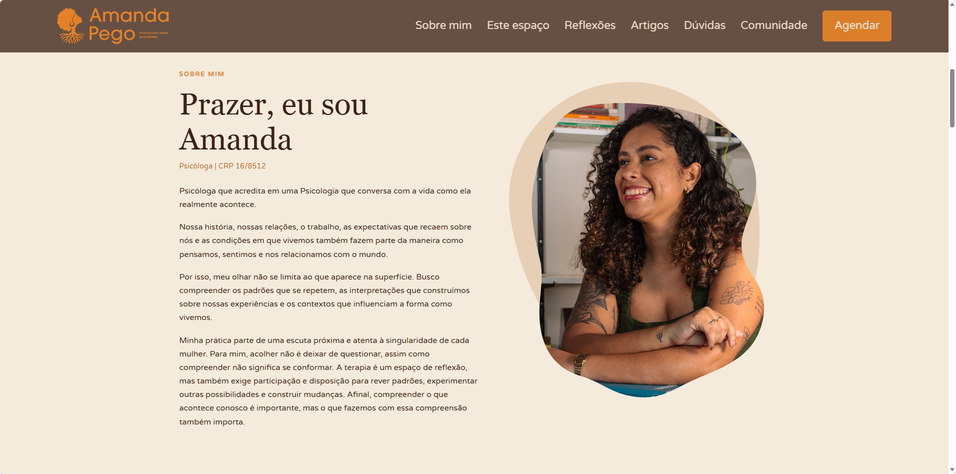 Amanda
Pego
Sobre mim Este espaço Reflexões Artigos Dúvidas Comunidade Agendar
SOBRE MIM
Prazer, eu sou
Amanda
Psicóloga | CRP 16/8512
Psicóloga que acredita em uma Psicologia que conversa com a vida como ela
realmente acontece.
Nossa história, nossas relações, o trabalho, as expectativas que recaem sobre
nós e as condições em que vivemos também fazem parte da maneira como
pensamos, sentimos e nos relacionamos com o mundo.
Por isso, meu olhar não se limita ao que aparece na superfície. Busco
compreender os padrões que se repetem, as interpretações que construímos
sobre nossas experiências e os contextos que influenciam a forma como
vivemos.
Minha prática parte de uma escuta próxima e atenta à singularidade de cada
mulher. Para mim, acolher não é deixar de questionar, assim como
compreender não significa se conformar. A terapia é um espaço de reflexão,
mas também exige participação e disposição para rever padrões, experimentar
outras possibilidades e construir mudanças. Afinal, compreender o que
acontece conosco é importante, mas o que fazemos com essa compreensão
também importa.